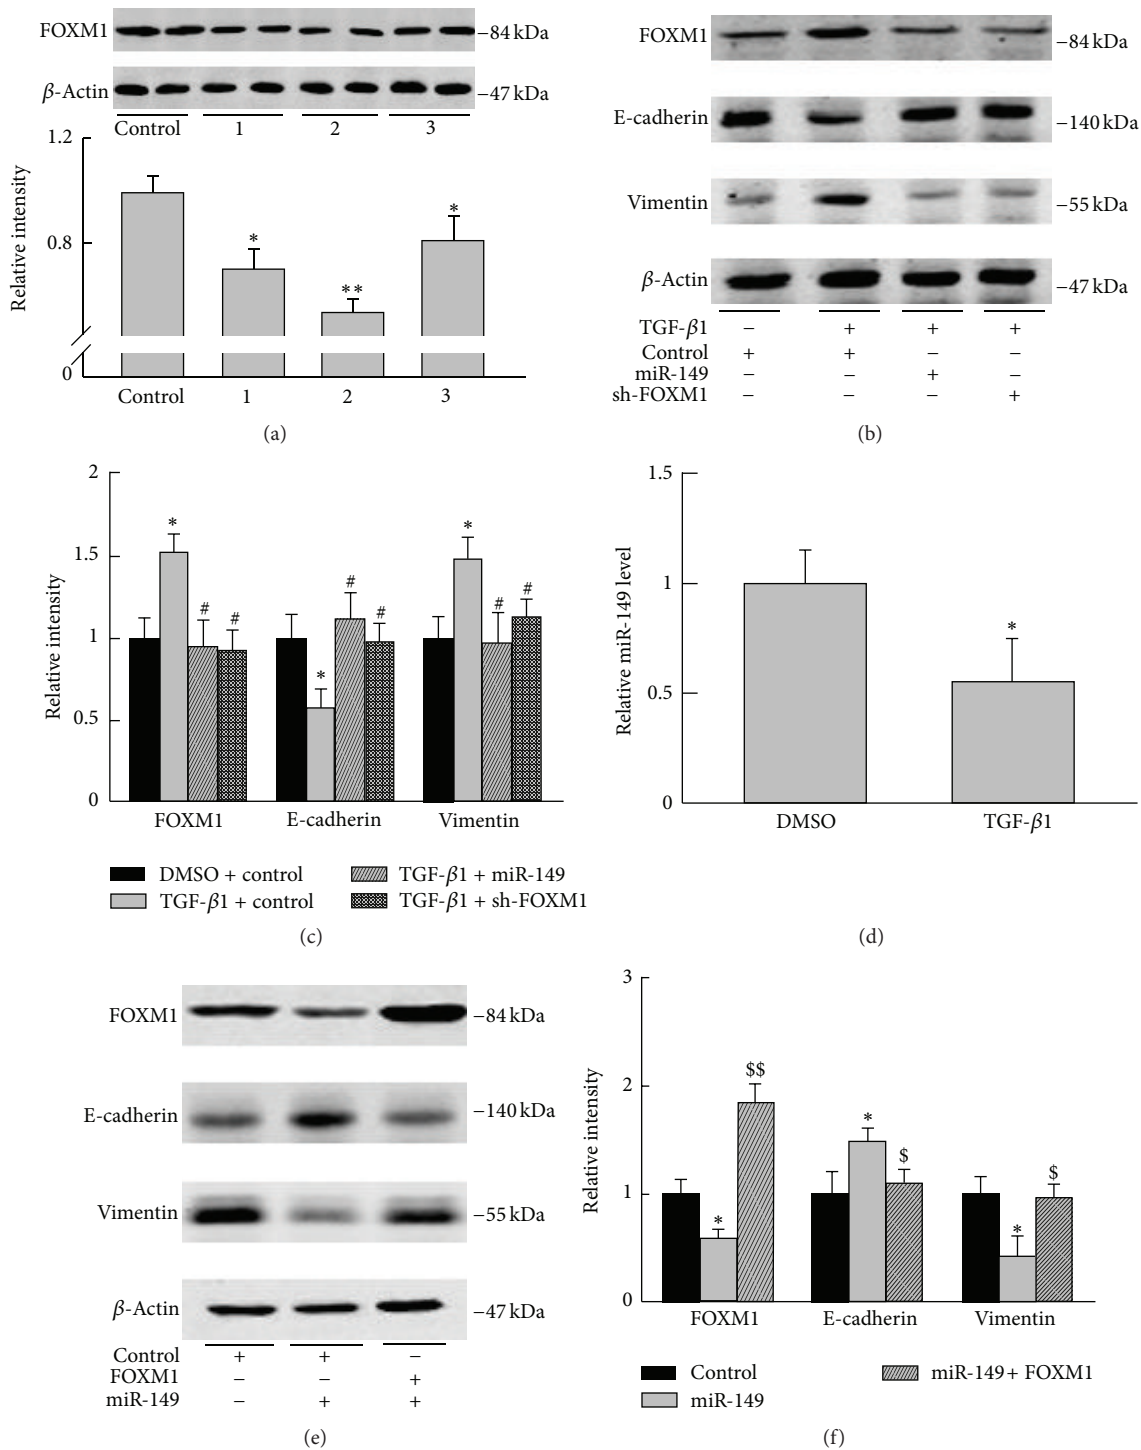 FOXM1
−84 kDa
β-Actin
−47 kDa
Control 1 2 3
1.2
0.8
0
Relative intensity
*
**
*
Control 1 2 3
(a)
FOXM1
−84 kDa
E-cadherin
−140 kDa
Vimentin
−55 kDa
β-Actin
−47 kDa
TGF-β1 − + + +
Control + + − −
miR-149 − − + −
sh-FOXM1 − − − +
(b)
2
1.5
1
0.5
0
Relative intensity
* # #
* # #
* # #
FOXM1 E-cadherin Vimentin
DMSO + control
TGF-β1 + control
TGF-β1 + miR-149
TGF-β1 + sh-FOXM1
(c)
1.5
1
0.5
0
Relative miR-149 level
*
DMSO TGF-β1
(d)
FOXM1
−84 kDa
E-cadherin
−140 kDa
Vimentin
−55 kDa
β-Actin
−47 kDa
Control + + −
FOXM1 − − +
miR-149 − + +
(e)
3
2
1
0
Relative intensity
* $$
* $
* $
FOXM1 E-cadherin Vimentin
Control
miR-149
miR-149 + FOXM1
(f)